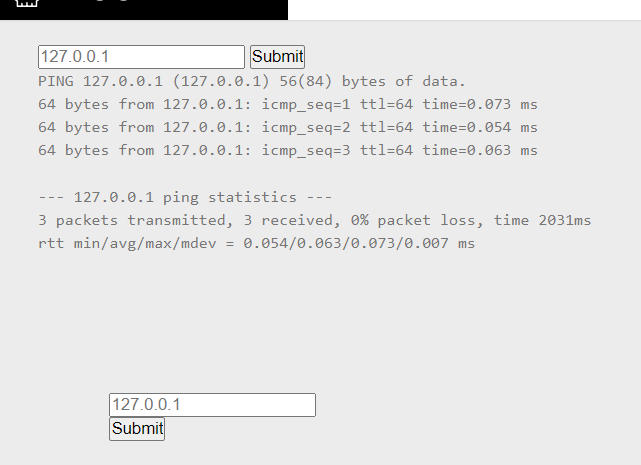 127.0.0.1 Submit
PING 127.0.0.1 (127.0.0.1) 56(84) bytes of data.
64 bytes from 127.0.0.1: icmp_seq=1 ttl=64 time=0.073 ms
64 bytes from 127.0.0.1: icmp_seq=2 ttl=64 time=0.054 ms
64 bytes from 127.0.0.1: icmp_seq=3 ttl=64 time=0.063 ms
--- 127.0.0.1 ping statistics ---
3 packets transmitted, 3 received, 0% packet loss, time 2031ms
rtt min/avg/max/mdev = 0.054/0.063/0.073/0.007 ms
127.0.0.1
Submit